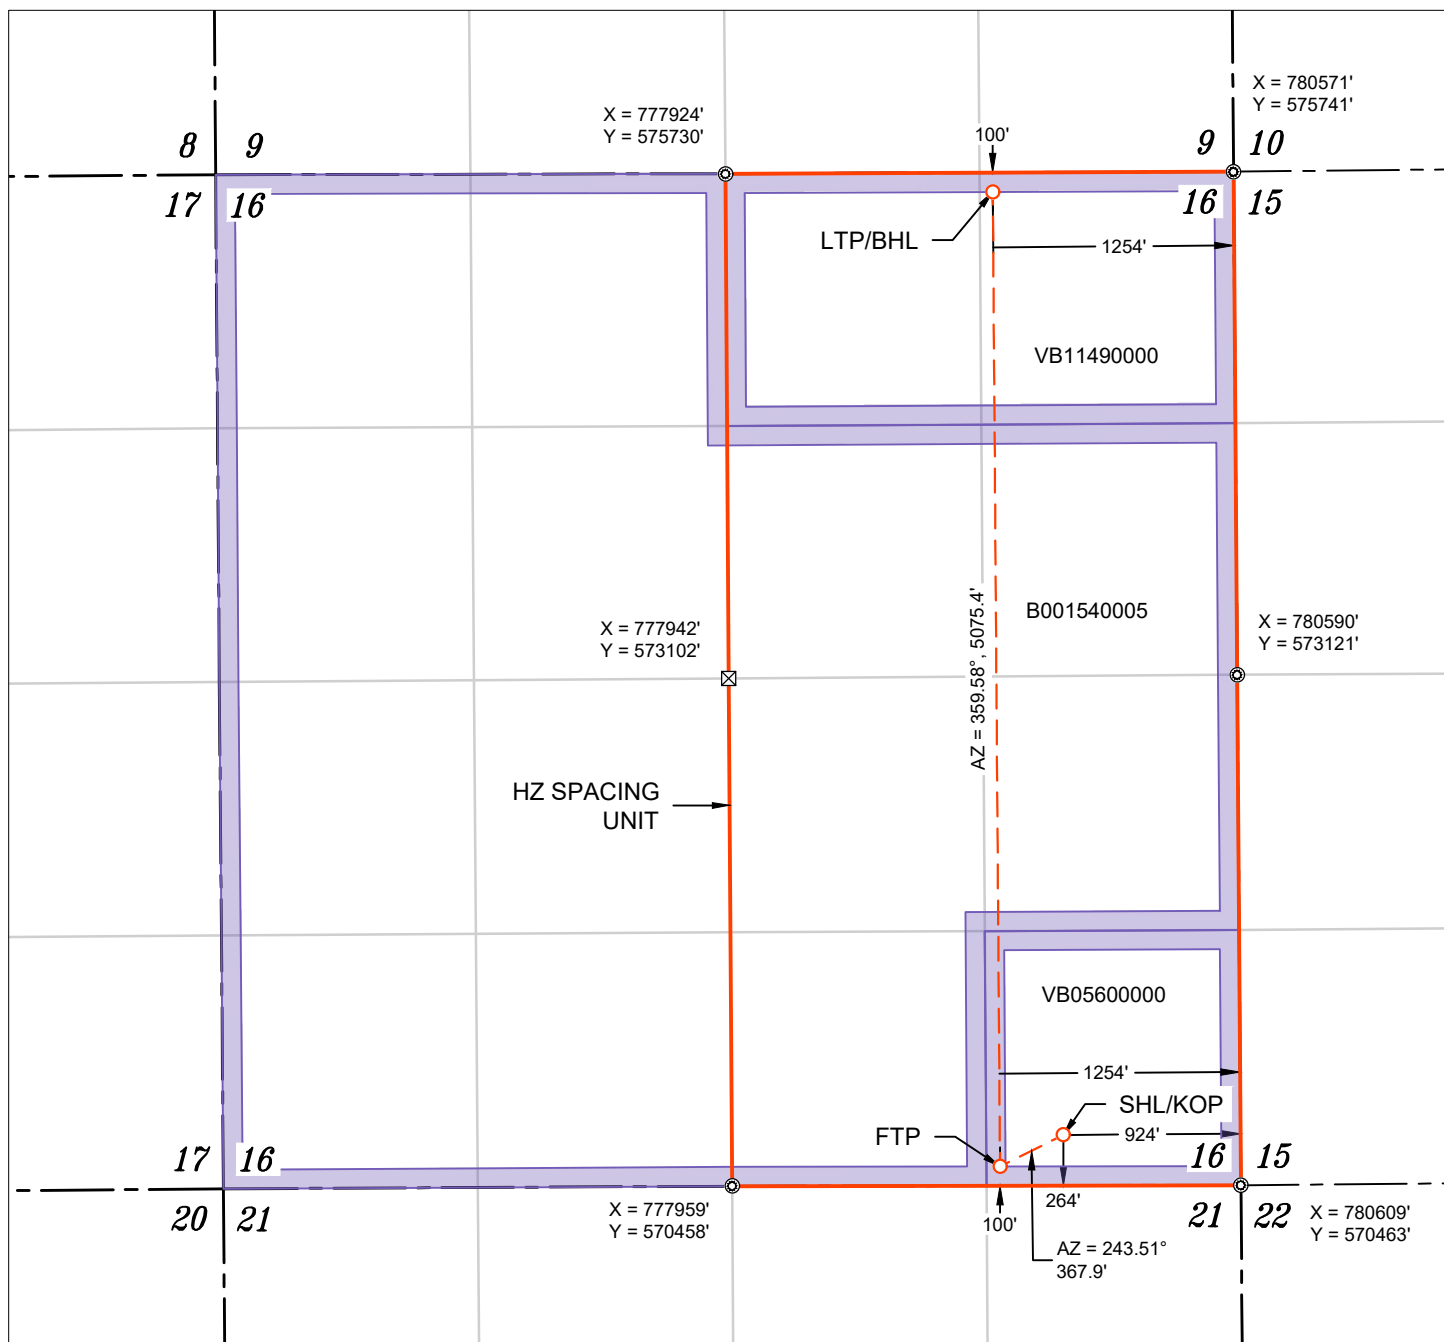 X = 780571'
Y = 575741'
X = 777924'
Y = 575730'
100'
8 9
9 10
17 16
16 15
LTP/BHL
1254'
VB11490000
B001540005
X = 777942'
Y = 573102'
X = 780590'
Y = 573121'
AZ = 359.58°, 5075.4'
HZ SPACING
UNIT
VB05600000
1254'
SHL/KOP
FTP
924'
17 16
16 15
264'
20 21
21 22
100'
X = 777959'
Y = 570458'
X = 780609'
Y = 570463'
AZ = 243.51°
367.9'